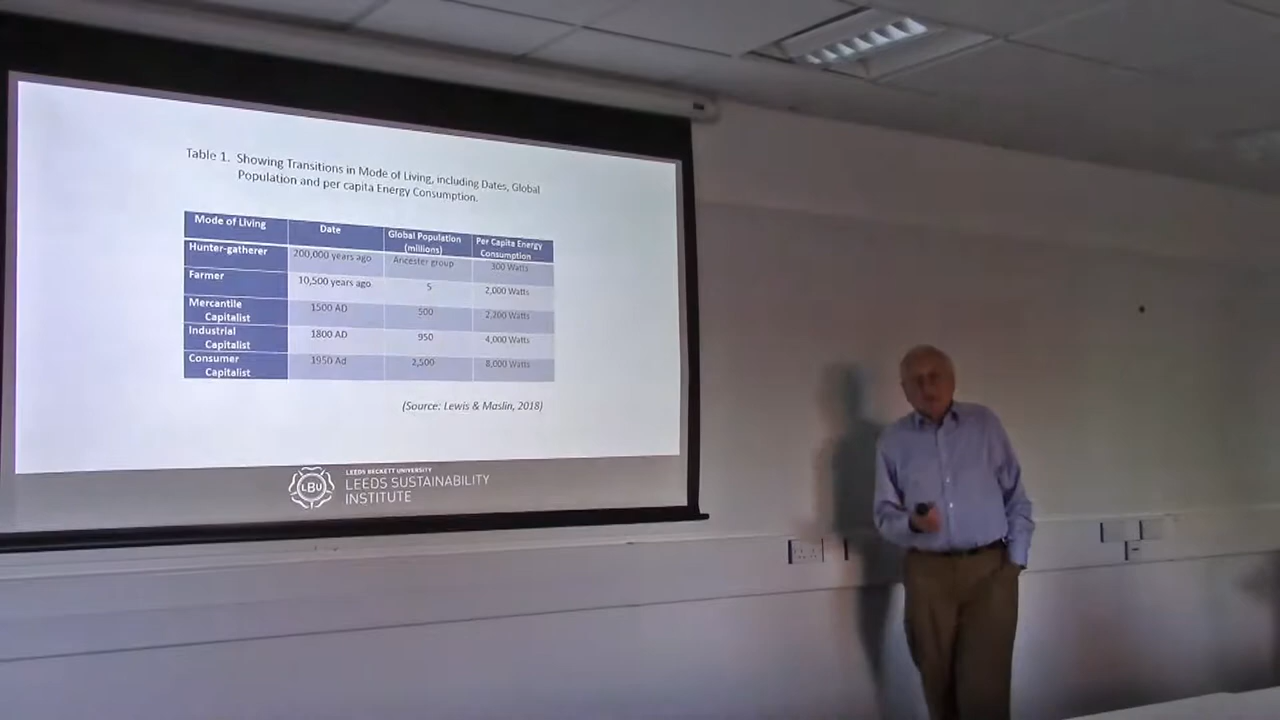 Table 1. Showing Transitions in Mode of Living, including Dates, Global
Population and per capita Energy Consumption.
Mode of Living Date Global Population (millions) Per Capita Energy Consumption
Hunter-gatherer 200,000 years ago Ancester group 300 Watts
Farmer 10,500 years ago 5 2,000 Watts
Mercantile Capitalist 1500 AD 500 2,200 Watts
Industrial Capitalist 1800 AD 950 4,000 Watts
Consumer Capitalist 1950 Ad 2,500 8,000 Watts
(Source: Lewis & Maslin, 2018)
LBU
LEEDS BECKETT UNIVERSITY
LEEDS SUSTAINABILITY
INSTITUTE